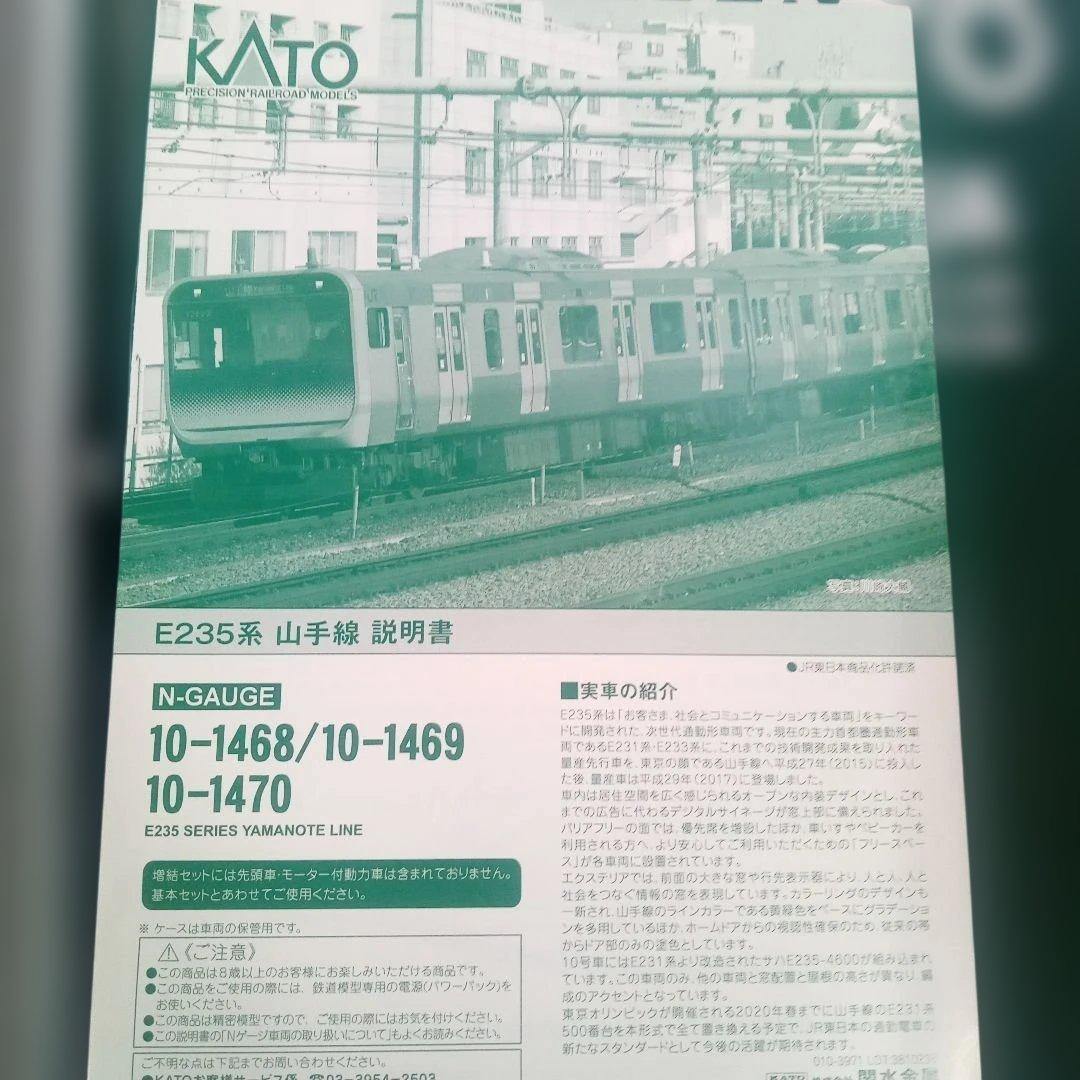 KATO
PRECISION RAILROAD MODELS
E235系 山手線 説明書
●JR東日本商品化許諾済
N-GAUGE
10-1468/10-1469
10-1470
E235 SERIES YAMANOTE LINE
増結セットには先頭車・モーター付動力車は含まれておりません。
基本セットとあわせてご使用ください。
※ ケースは車両の保管用です。
⚠《ご注意》
●この商品は8歳以上のお客様にお楽しみいただける商品です。
●この商品をご使用の際には、鉄道模型専用の電源(パワーパック)を
お使いください。
●この商品は精密模型ですので、ご使用の際にはお気を付けください。
●この説明書の「Nゲージ車両の取り扱いについて」もよくお読みください。
ご不明な点は下記までお問い合わせください。
●KATOお客様サービス係 ☎03-3954-2503
■実車の紹介
E235系は「お客さま、社会とコミュニケーションする車両」をキーワー
ドに開発された、次世代通勤形車両です。現在の主力首都圏通勤形車
両であるE231系・E233系に、これまでの技術開発成果を取り入れた
量産先行車を、東京の顔である山手線へ平成27年(2015)に投入し
た後、量産車は平成29年(2017)に登場しました。
車内は居住空間を広く感じられるオープンな内装デザインとし、これ
までの広告に代わるデジタルサイネージが窓上部に備えられました。
バリアフリーの面では、優先席を増設したほか、車いすやベビーカーを
利用される方へ、より安心してご利用いただくための「フリースペー
ス」が各車両に設置されています。
エクステリアでは、前面の大きな窓や行先表示器により、人と人、人と
社会をつなぐ情報の窓を表現しています。カラーリングのデザインも
一新され、山手線のラインカラーである黄緑色をベースにグラデーショ
ンを多用しているほか、ホームドアからの視認性確保のため、従来の帯
からドア部のみの塗色としています。
10号車にはE231系より改造されたサハE235-4600が組み込まれ
ています。この車両のみ、他の車両と窓配置と屋根の高さが異なり、編
成のアクセントとなっています。
東京オリンピックが開催される2020年春までに山手線のE231系
500番台を本形式で全て置き換える予定で、JR東日本の通勤電車の
新たなスタンダードとして今後の活躍が期待されます。
KATO 株式会社 関水金属